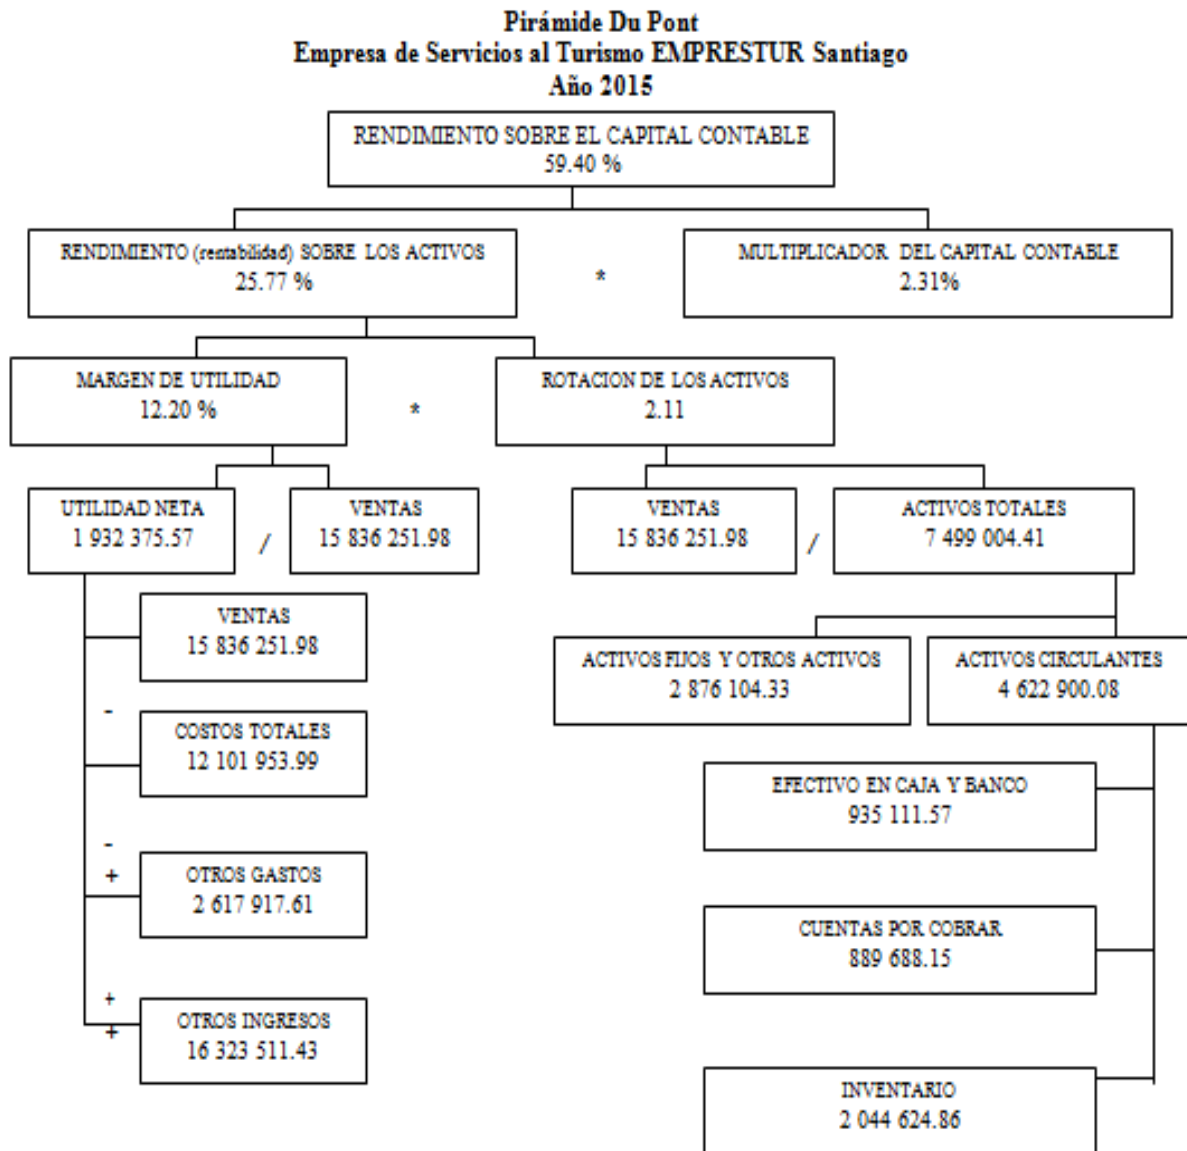 Pirámide Du Pont
Empresa de Servicios al Turismo EMPRESTUR Santiago
Año 2015
RENDIMIENTO SOBRE EL CAPITAL CONTABLE
59.40 %
RENDIMIENTO (rentabilidad) SOBRE LOS ACTIVOS
25.77 %
*
MULTIPLICADOR DEL CAPITAL CONTABLE
2.31%
MARGEN DE UTILIDAD
12.20 %
*
ROTACION DE LOS ACTIVOS
2.11
UTILIDAD NETA
1 932 375.57
/
VENTAS
15 836 251.98
VENTAS
15 836 251.98
/
ACTIVOS TOTALES
7 499 004.41
VENTAS
15 836 251.98
-
COSTOS TOTALES
12 101 953.99
-
+
OTROS GASTOS
2 617 917.61
+
+
OTROS INGRESOS
16 323 511.43
ACTIVOS FIJOS Y OTROS ACTIVOS
2 876 104.33
ACTIVOS CIRCULANTES
4 622 900.08
EFECTIVO EN CAJA Y BANCO
935 111.57
CUENTAS POR COBRAR
889 688.15
INVENTARIO
2 044 624.86